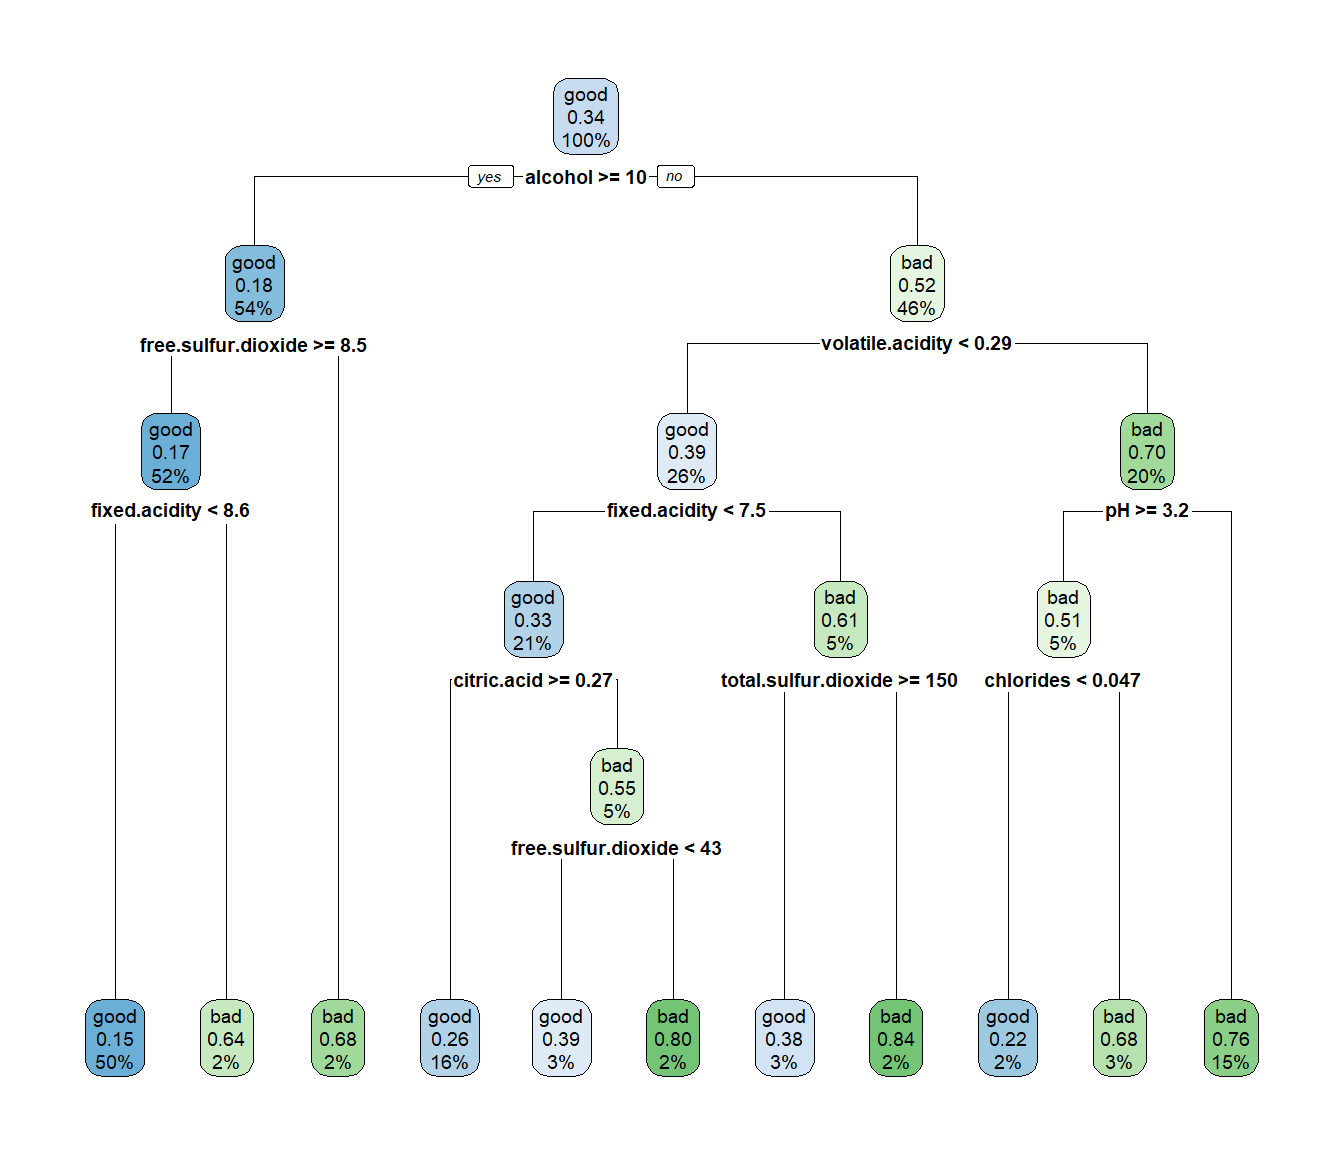 good
0.34
100%
yes alcohol >= 10 no
good
0.18
54%
bad
0.52
46%
free.sulfur.dioxide >= 8.5
volatile.acidity < 0.29
good
0.17
52%
good
0.39
26%
bad
0.70
20%
fixed.acidity < 8.6
fixed.acidity < 7.5
pH >= 3.2
good
0.33
21%
bad
0.61
5%
bad
0.51
5%
citric.acid >= 0.27
total.sulfur.dioxide >= 150
chlorides < 0.047
bad
0.55
5%
free.sulfur.dioxide < 43
good
0.15
50%
bad
0.64
2%
bad
0.68
2%
good
0.26
16%
good
0.39
3%
bad
0.80
2%
good
0.38
3%
bad
0.84
2%
good
0.22
2%
bad
0.68
3%
bad
0.76
15%